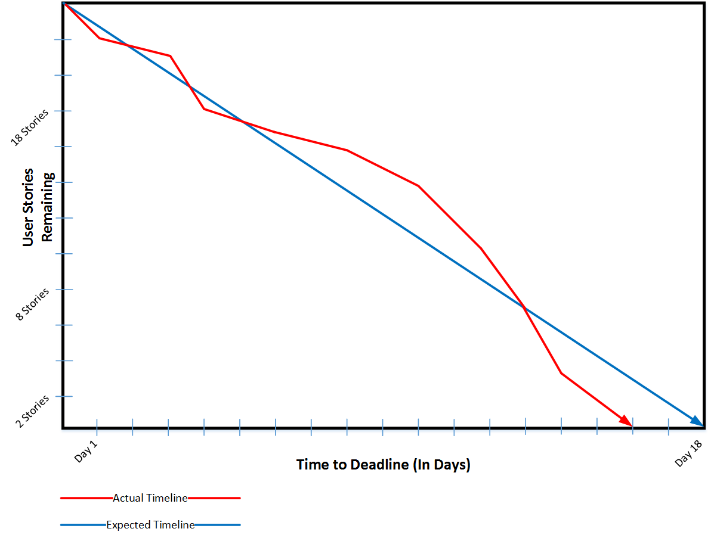 18 Stories
User Stories
Remaining
8 Stories
2 Stories
Day 1
Day 18
Time to Deadline (In Days)
Actual Timeline
Expected Timeline